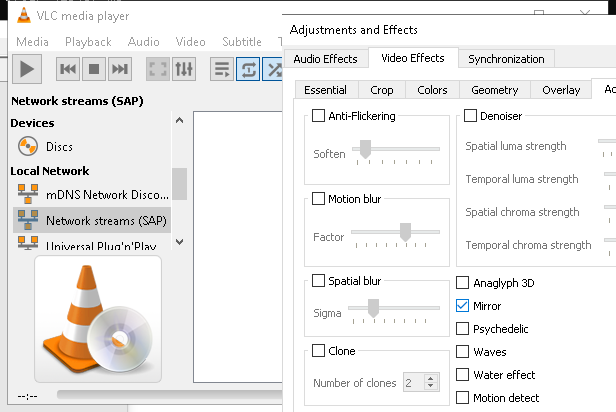 VLC media player
Media Playback Audio Video Subtitle T
Network streams (SAP)
Devices
Discs
Local Network
mDNS Network Disco...
Network streams (SAP)
Universal Plug'n'Play
--:--
Adjustments and Effects
Audio Effects Video Effects Synchronization
Essential Crop Colors Geometry Overlay
Anti-Flickering
Soften
Motion blur
Factor
Spatial blur
Sigma
Clone
Number of clones 2
Denoiser
Spatial luma strength
Temporal luma strength
Spatial chroma strength
Temporal chroma strength
Anaglyph 3D
Mirror
Psychedelic
Waves
Water effect
Motion detect